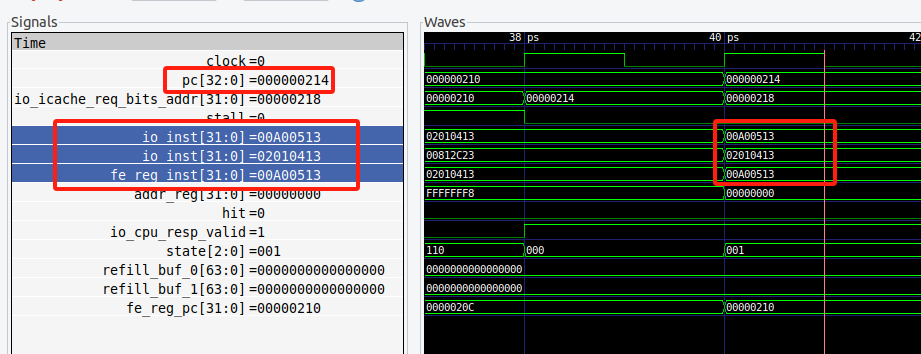 Signals
Waves
Time
38 ps
40 ps
42
clock=0
pc[32:0]=000000214
000000210
000000214
io_icache_req_bits_addr[31:0]=00000218
00000210
00000214
00000218
stall=0
io_inst[31:0]=00A00513
02010413
00A00513
io_inst[31:0]=02010413
00812C23
02010413
fe_reg_inst[31:0]=00A00513
02010413
00A00513
addr_reg[31:0]=00000000
FFFFFFF8
00000000
hit=0
io_cpu_resp_valid=1
state[2:0]=001
110
000
001
refill_buf_0[63:0]=0000000000000000
0000000000000000
refill_buf_1[63:0]=0000000000000000
0000000000000000
fe_reg_pc[31:0]=00000210
0000020C
00000210